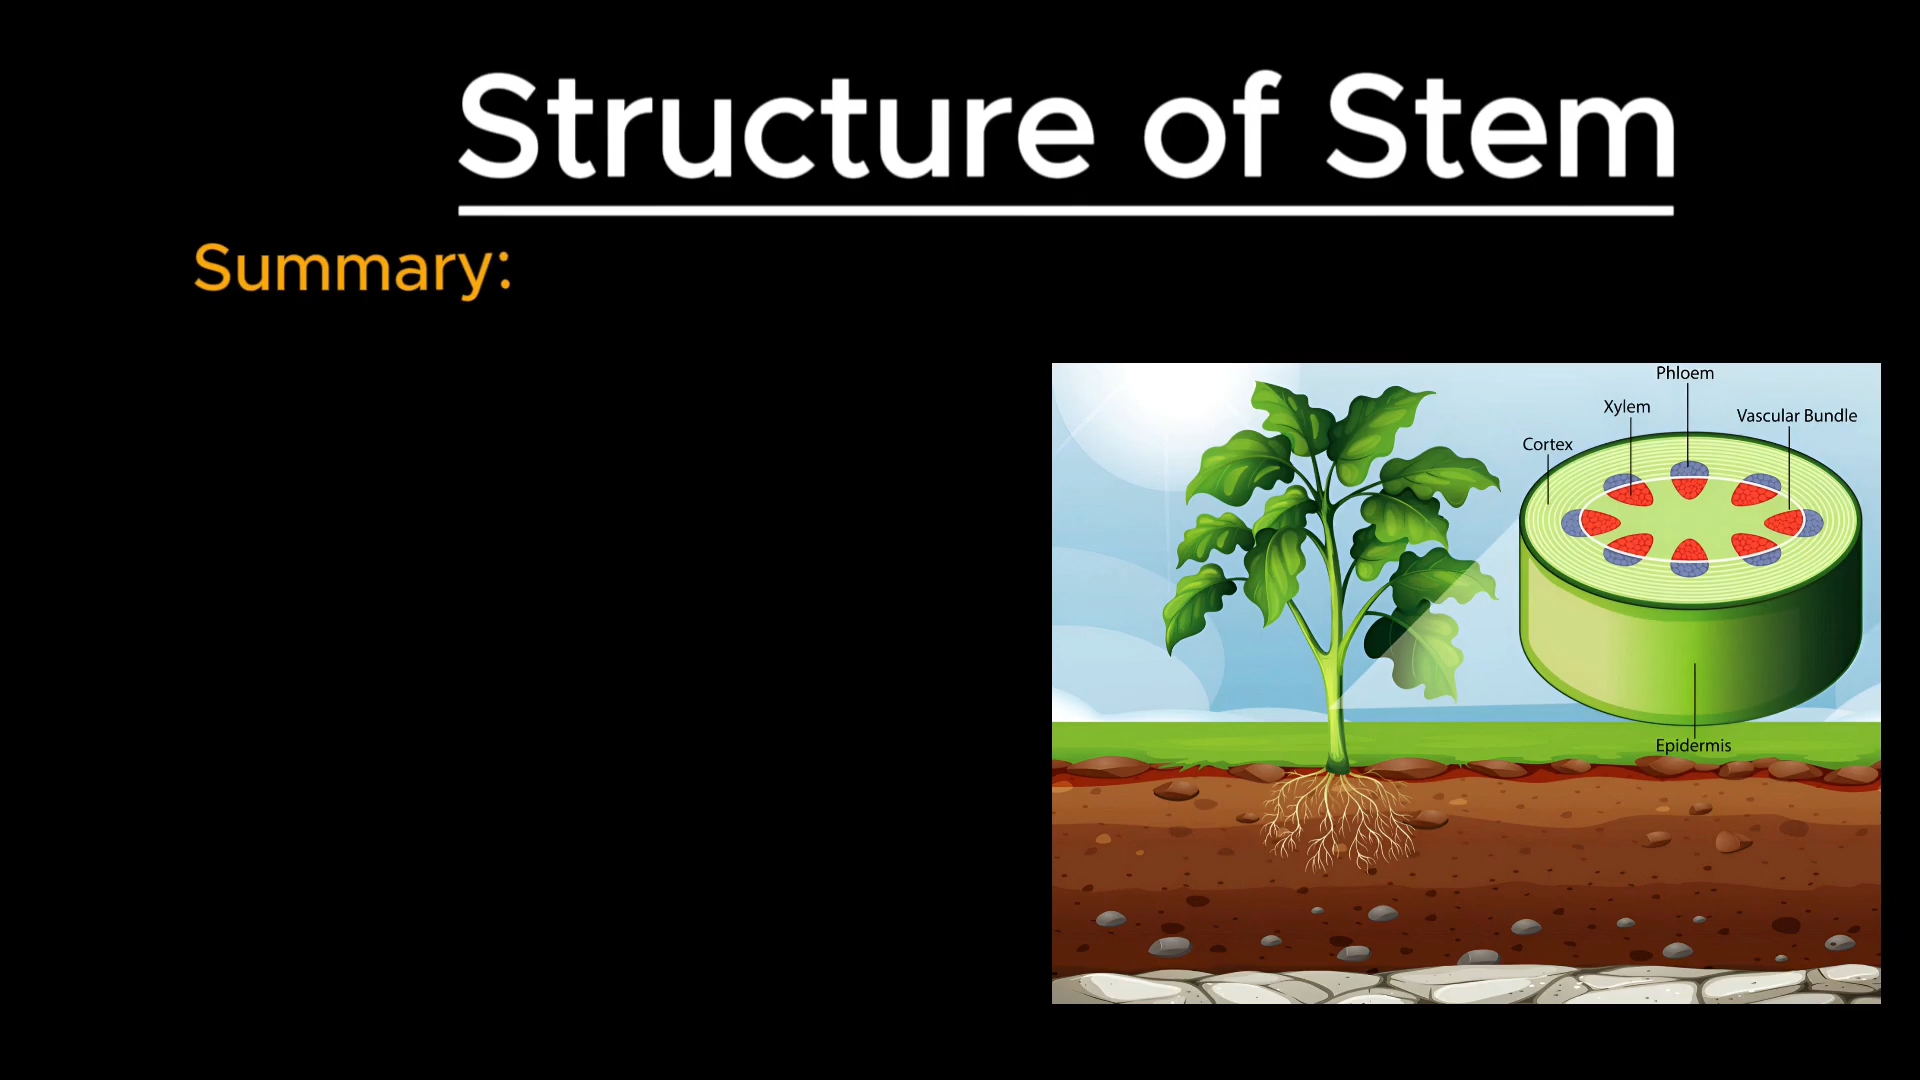 Structure of Stem
Summary:
Phloem
Xylem
Vascular Bundle
Cortex
Epidermis